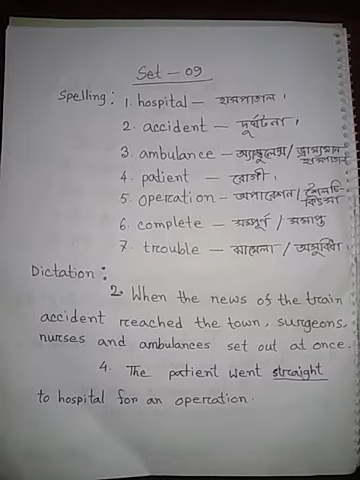 Set - 09
Spelling: 1. hospital - হাসপাতাল।
2. accident - দূর্ঘটনা।
3. ambulance - অ্যাম্বুলেন্স / ভ্রাম্যমান হাসপাতাল
4. patient - রোগী।
5. operation - অপারেশন /
6. complete - সম্পূর্ণ / সমাপ্ত
7. trouble - ঝামেলা / অসুবিধা।
Dictation:
2. When the news of the train
accident reached the town, surgeons,
nurses and ambulances set out at once.
4. The patient went straight
to hospital for an operation.